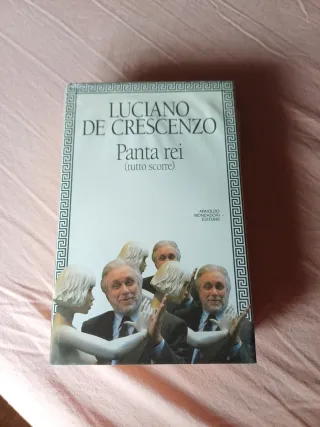 LUCIANO
DE CRESCENZO
Panta rei
(tutto scorre)
ARNOLDO
MONDADORI
EDITORE